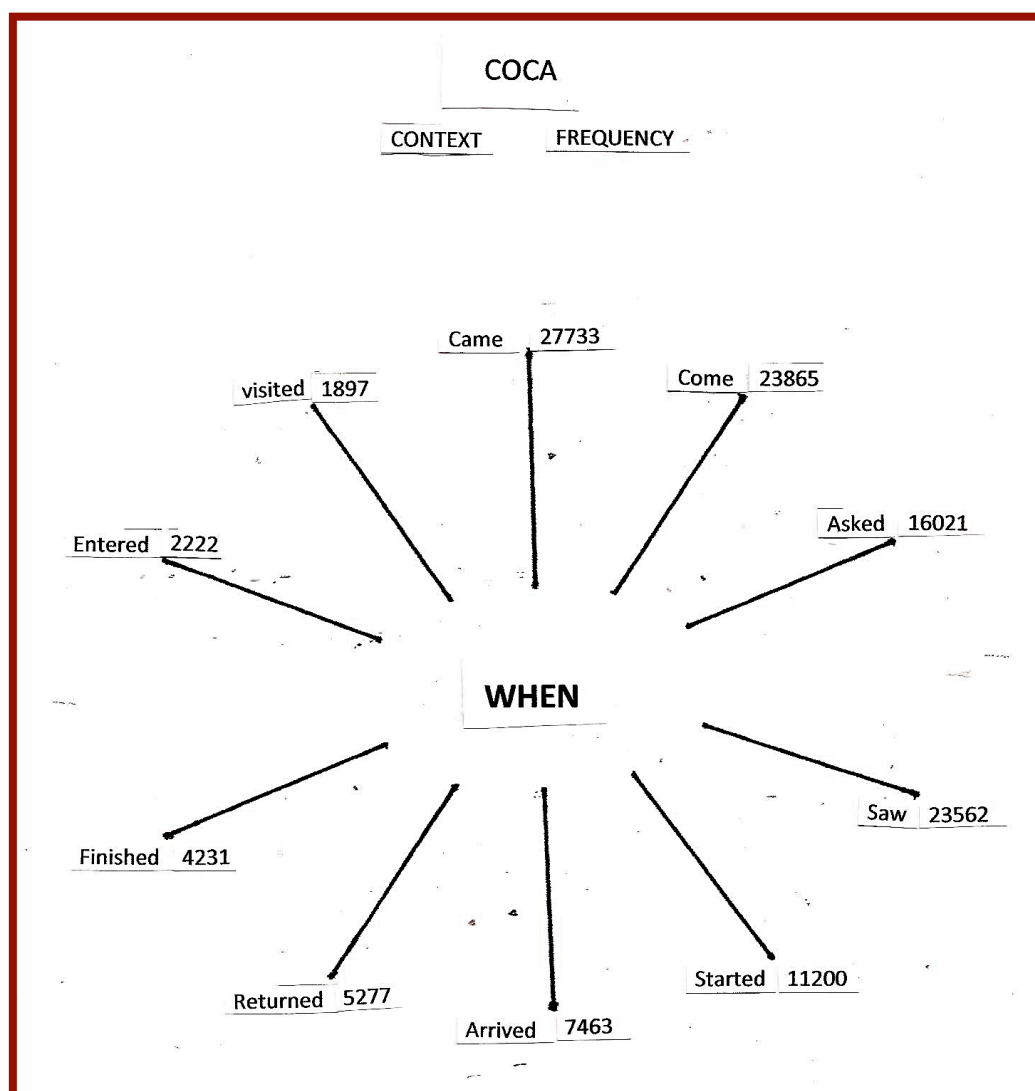 COCA
CONTEXT FREQUENCY
Came 27733
Come 23865
visited 1897
Asked 16021
Entered 2222
WHEN
Saw 23562
Finished 4231
Started 11200
Returned 5277
Arrived 7463